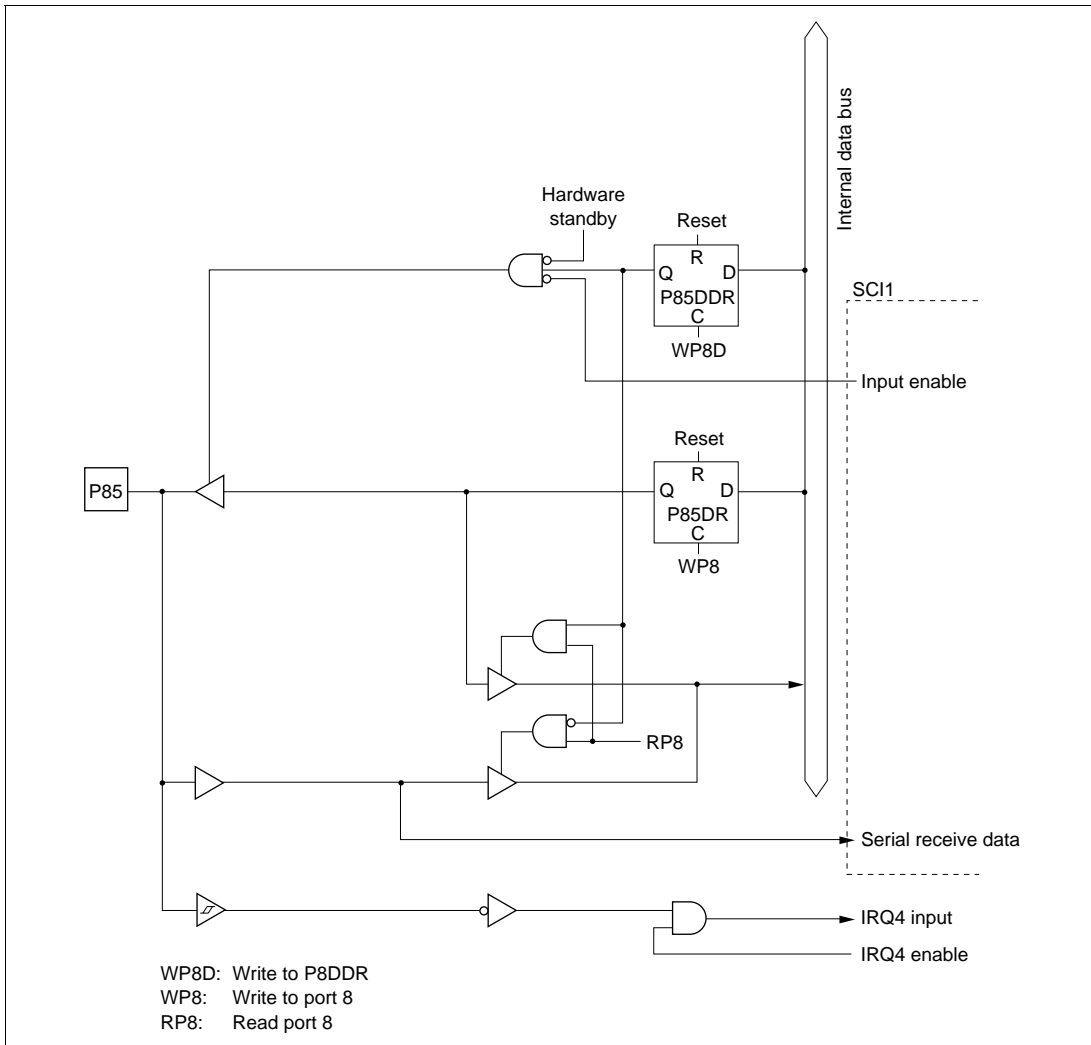 Internal data bus
Hardware
standby
Reset
R
Q D
P85DDR
C
WP8D
SCI1
Input enable
Reset
R
Q D
P85DR
C
WP8
P85
RP8
Serial receive data
IRQ4 input
IRQ4 enable
WP8D: Write to P8DDR
WP8: Write to port 8
RP8: Read port 8